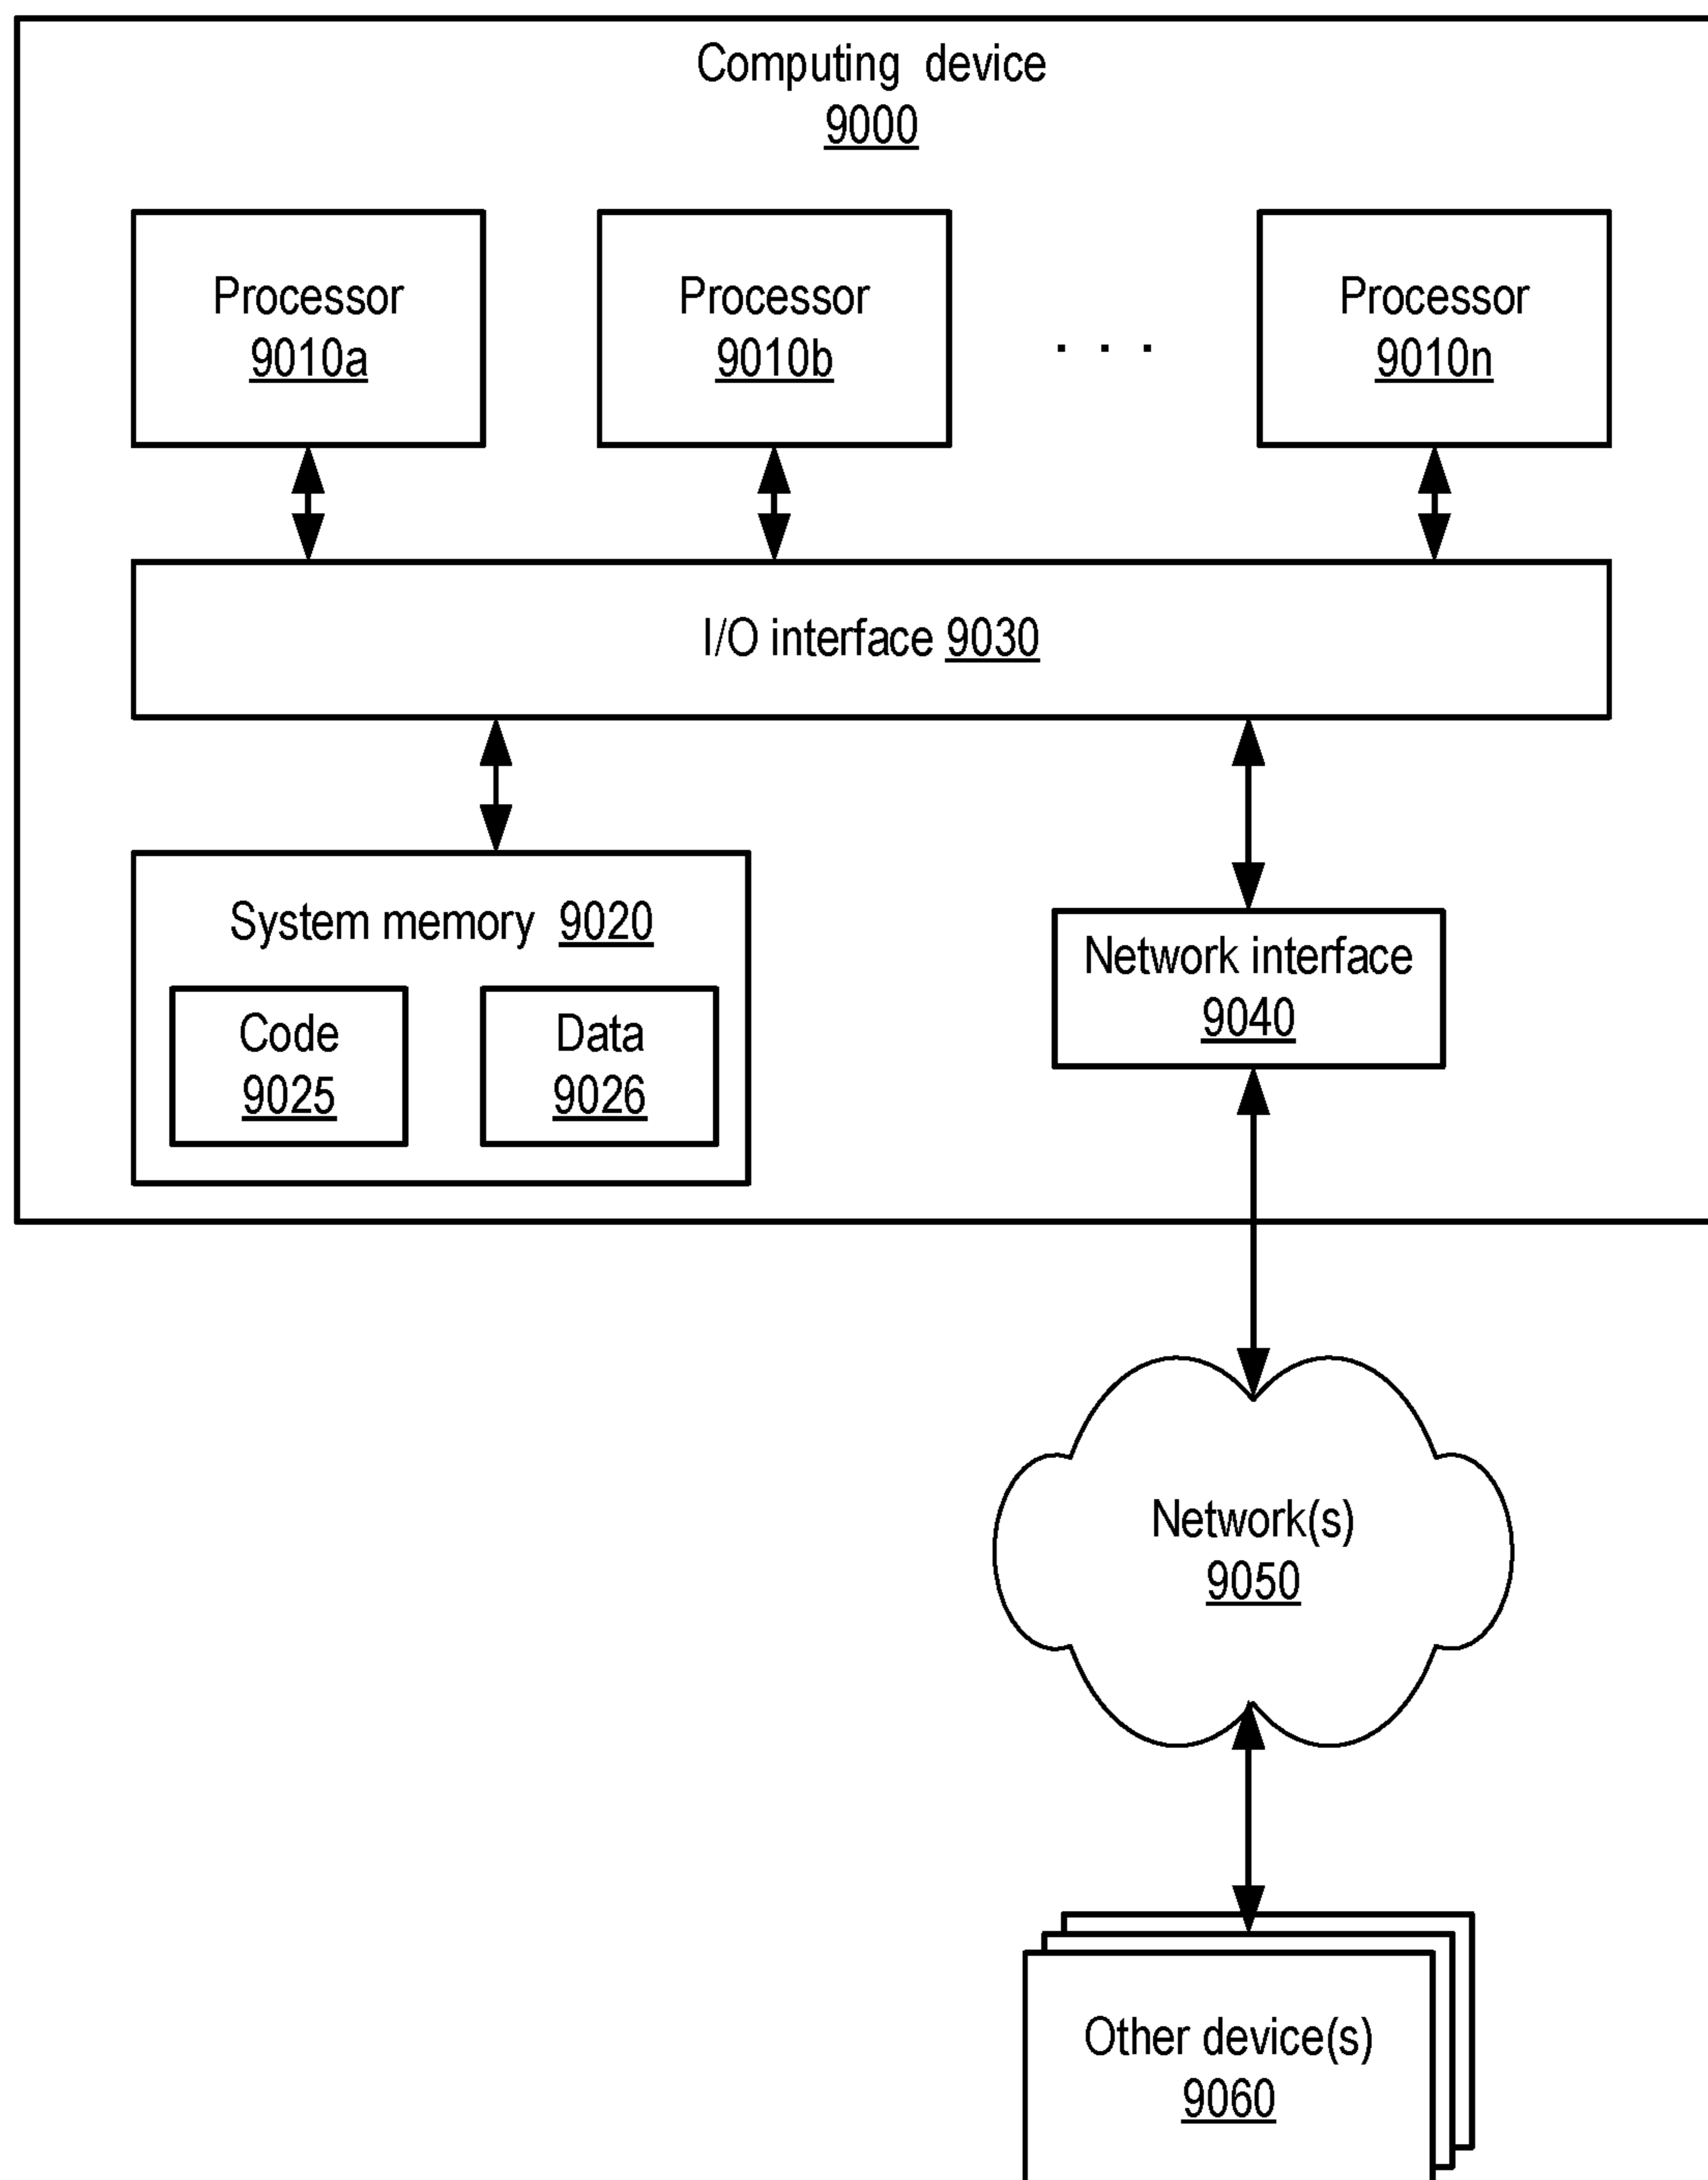 Computing device
9000
Processor
9010a
Processor
9010b
. . .
Processor
9010n
I/O interface 9030
System memory 9020
Code
9025
Data
9026
Network interface
9040
Network(s)
9050
Other device(s)
9060